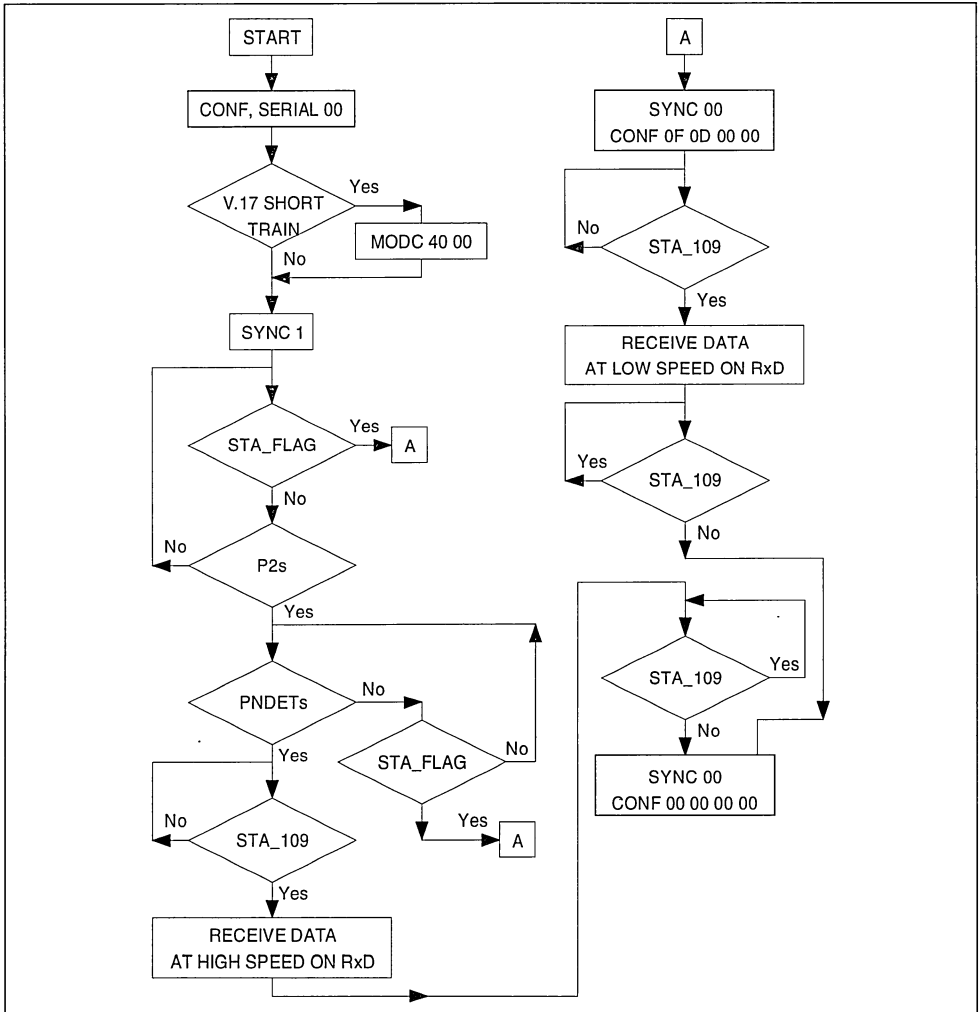 START
CONF, SERIAL 00
V.17 SHORT
TRAIN
Yes
MODC 40 00
No
SYNC 1
STA_FLAG
Yes
A
No
P2s
No
Yes
PNDETs
No
STA_FLAG
No
Yes
A
Yes
STA_109
No
Yes
RECEIVE DATA
AT HIGH SPEED ON RxD
A
SYNC 00
CONF 0F 0D 00 00
STA_109
No
Yes
RECEIVE DATA
AT LOW SPEED ON RxD
STA_109
Yes
No
STA_109
Yes
No
SYNC 00
CONF 00 00 00 00